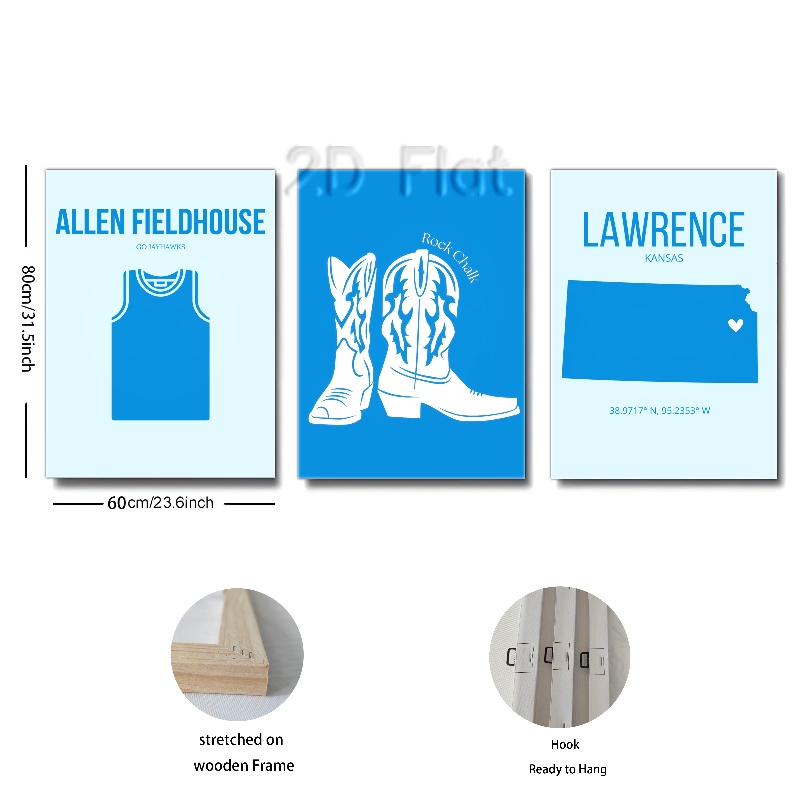 2D Flat
ALLEN FIELDHOUSE
GO JAYHAWKS
Rock Chalk
LAWRENCE
KANSAS
38.9717° N, 95.2353° W
80cm/31.5inch
60cm/23.6inch
stretched on
wooden Frame
Hook
Ready to Hang